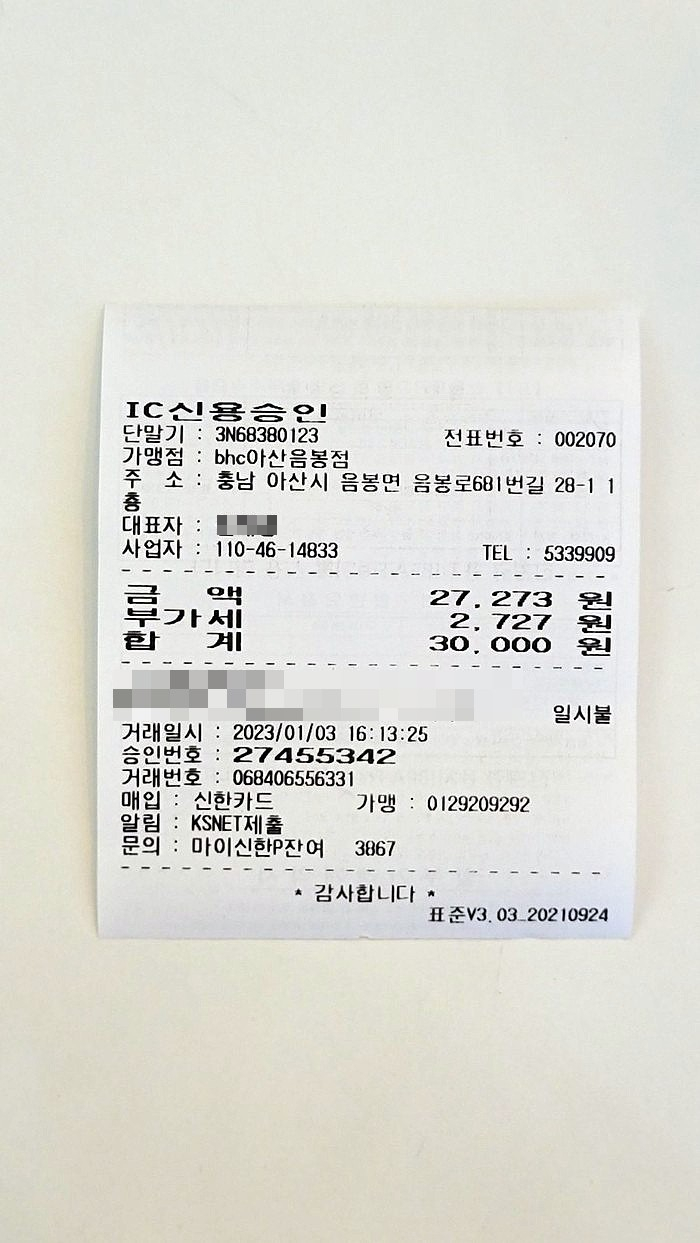 IC신용승인
단말기 : 3N68380123 전표번호 : 002070
가맹점 : bhc아산음봉점
주 소 : 충남 아산시 음봉면 음봉로681번길 28-1 1
층
대표자 :
사업자 : 110-46-14833 TEL : 5339909
금 액 27,273 원
부가세 2,727 원
합 계 30,000 원
일시불
거래일시 : 2023/01/03 16:13:25
승인번호 : 27455342
거래번호 : 068406556331
매입 : 신한카드 가맹 : 0129209292
알림 : KSNET제출
문의 : 마이신한P잔여 3867
* 감사합니다 *
표준V3.03_20210924